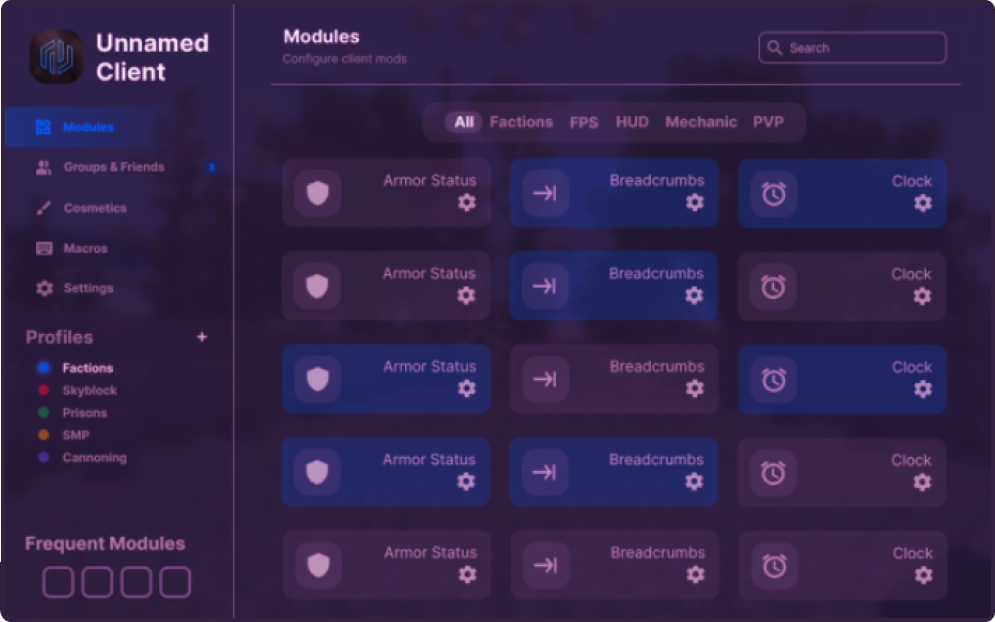 Unnamed
Client
Modules
Groups & Friends
Cosmetics
Macros
Settings
Profiles +
Factions
Skyblock
Prisons
SMP
Cannoning
Frequent Modules
Modules
Configure client mods
Search
All Factions FPS HUD Mechanic PVP
Armor Status Breadcrumbs Clock
Armor Status Breadcrumbs Clock
Armor Status Breadcrumbs Clock
Armor Status Breadcrumbs Clock
Armor Status Breadcrumbs Clock